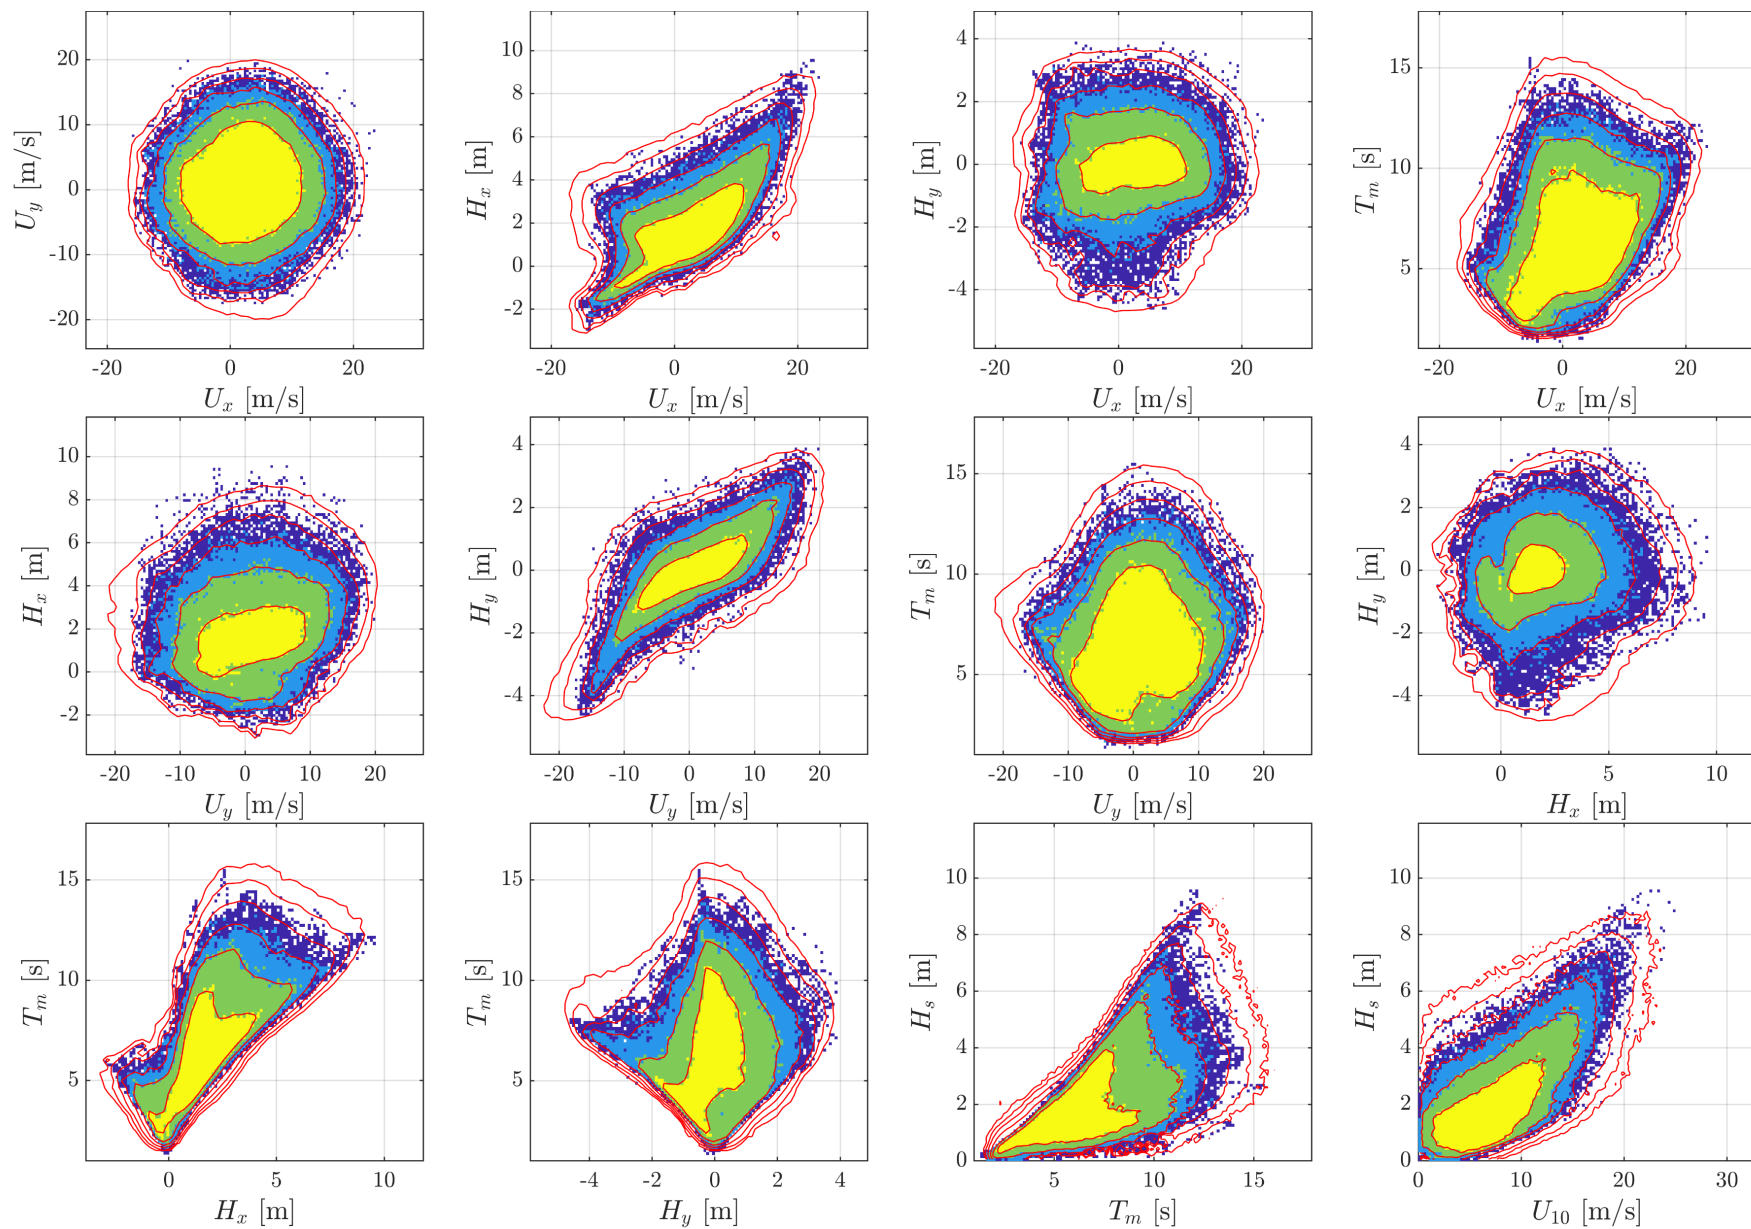 20
10
0
-10
-20
U_y [m/s]
-20 0 20
U_x [m/s]
10
8
6
4
2
0
-2
H_x [m]
-20 0 20
U_x [m/s]
4
2
0
-2
-4
H_y [m]
-20 0 20
U_x [m/s]
15
10
5
T_m [s]
-20 0 20
U_x [m/s]
10
8
6
4
2
0
-2
H_x [m]
-20 -10 0 10 20
U_y [m/s]
4
2
0
-2
-4
H_y [m]
-20 -10 0 10 20
U_y [m/s]
15
10
5
T_m [s]
-20 -10 0 10 20
U_y [m/s]
4
2
0
-2
-4
H_y [m]
0 5 10
H_x [m]
15
10
5
T_m [s]
0 5 10
H_x [m]
15
10
5
T_m [s]
-4 -2 0 2 4
H_y [m]
10
8
6
4
2
0
H_s [m]
5 10 15
T_m [s]
10
8
6
4
2
0
H_s [m]
0 10 20 30
U_10 [m/s]